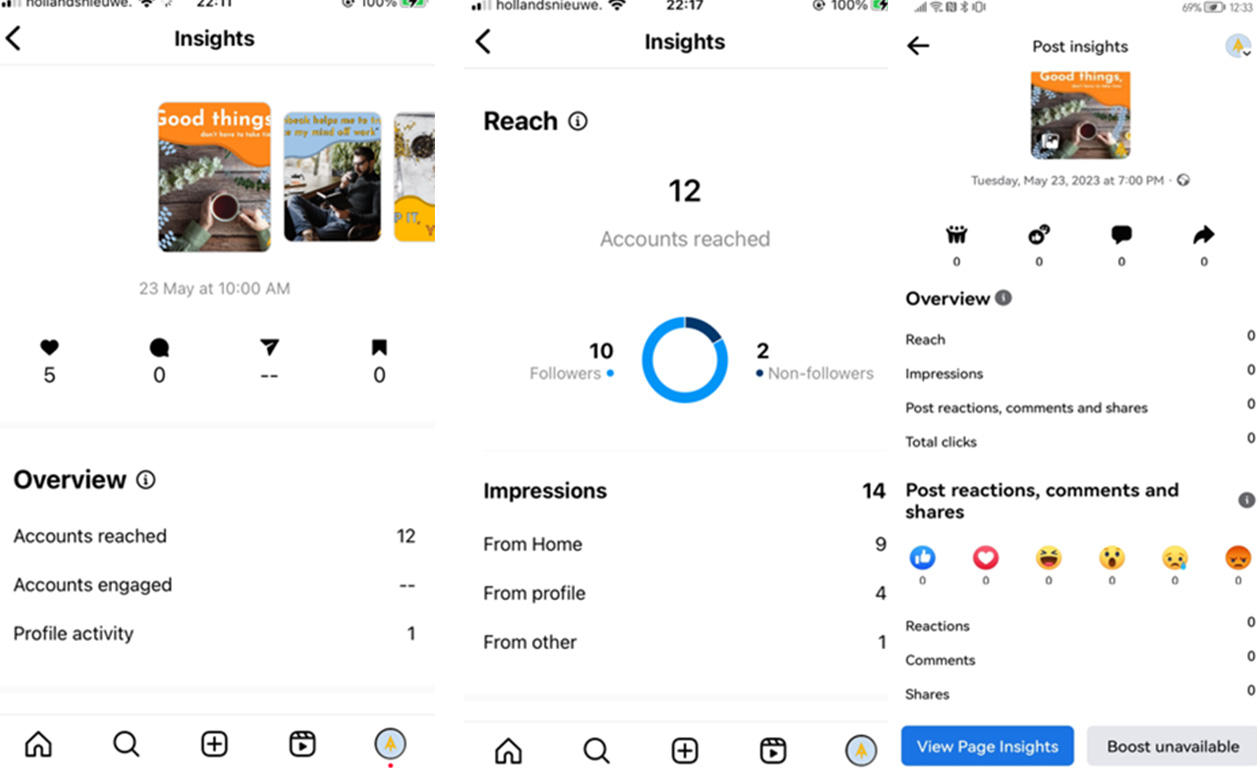 hollandsnieuwe. 22:11 100%
Insights
Good things
don't have to take
helps me to
my mind off work"
23 May at 10:00 AM
5 0 -- 0
Overview
Accounts reached 12
Accounts engaged --
Profile activity 1
hollandsnieuwe. 22:17 100%
Insights
Reach
12
Accounts reached
10
Followers
2
Non-followers
Impressions 14
From Home 9
From profile 4
From other 1
69% 12:33
Post insights
Good things,
don't have to take time
Tuesday, May 23, 2023 at 7:00 PM ·
0 0 0 0
Overview
Reach 0
Impressions 0
Post reactions, comments and shares 0
Total clicks 0
Post reactions, comments and
shares
0 0 0 0 0 0
Reactions 0
Comments 0
Shares 0
View Page Insights
Boost unavailable